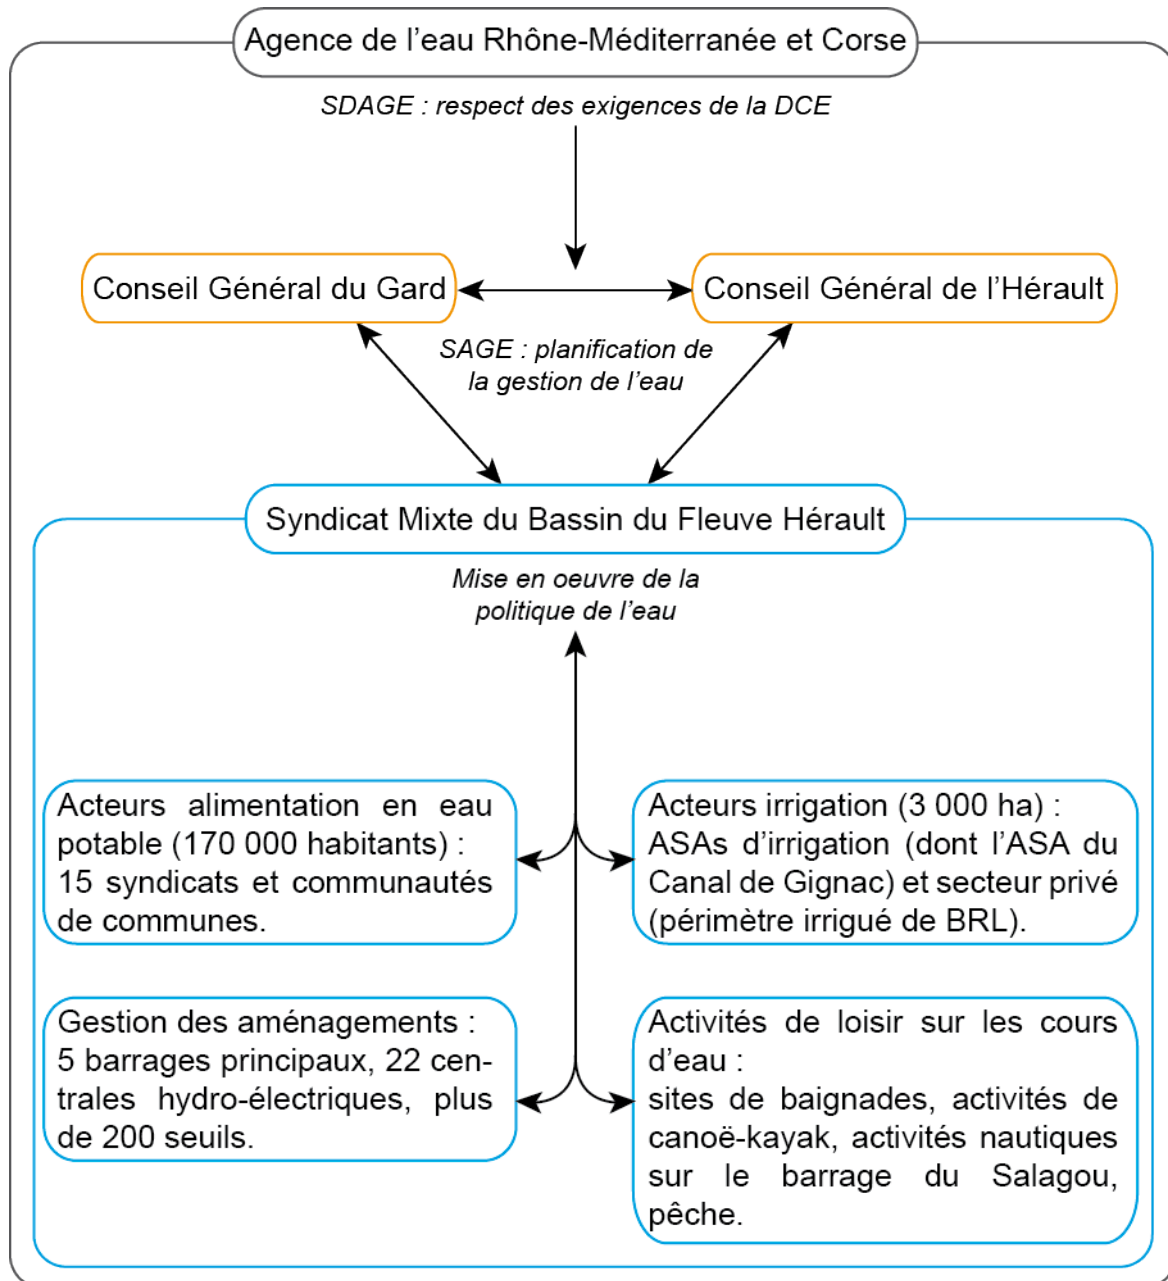 Agence de l'eau Rhône-Méditerranée et Corse
SDAGE : respect des exigences de la DCE
Conseil Général du Gard
Conseil Général de l'Hérault
SAGE : planification de
la gestion de l'eau
Syndicat Mixte du Bassin du Fleuve Hérault
Mise en oeuvre de la
politique de l'eau
Acteurs alimentation en eau
potable (170 000 habitants) :
15 syndicats et communautés
de communes.
Acteurs irrigation (3 000 ha) :
ASAs d'irrigation (dont l'ASA du
Canal de Gignac) et secteur privé
(périmètre irrigué de BRL).
Gestion des aménagements :
5 barrages principaux, 22 cen-
trales hydro-électriques, plus
de 200 seuils.
Activités de loisir sur les cours
d'eau :
sites de baignades, activités de
canoë-kayak, activités nautiques
sur le barrage du Salagou,
pêche.